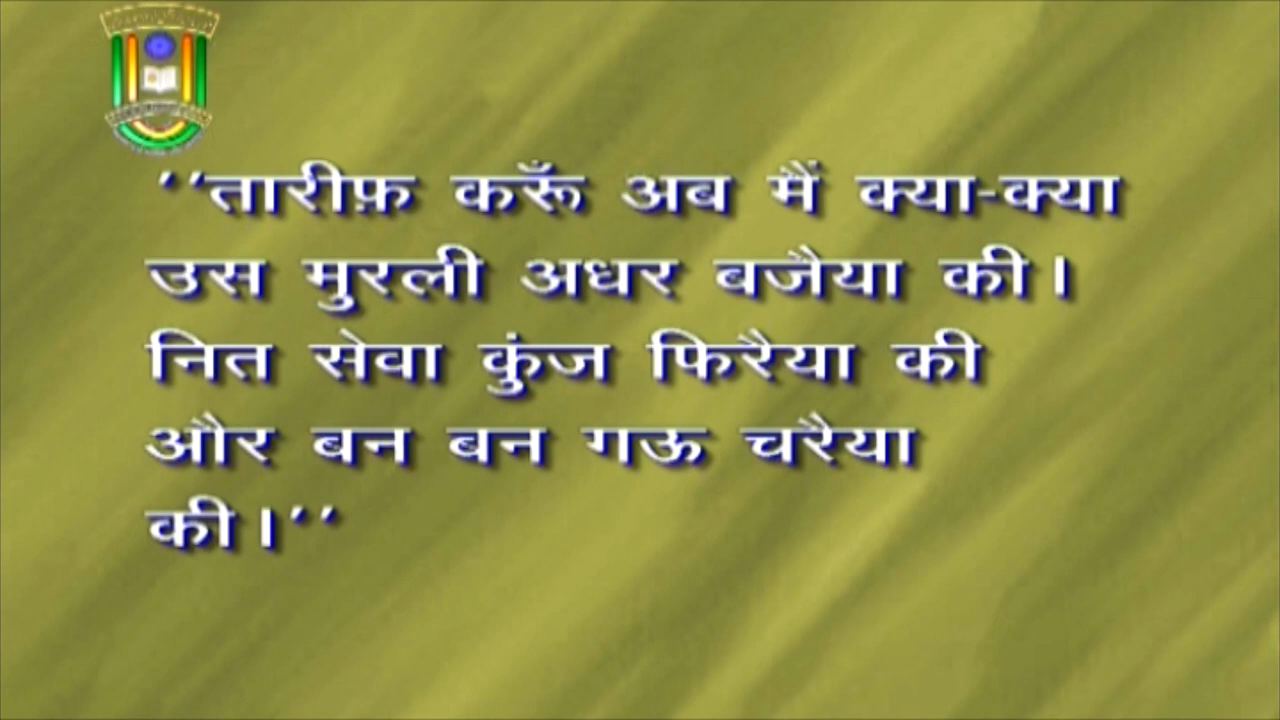 ’’तारीफ़ करूँ अब मैं क्या-क्या
उस मुरली अधर बजैया की।
नित सेवा कुंज फिरैया की
और बन बन गऊ चरैया
की।’’